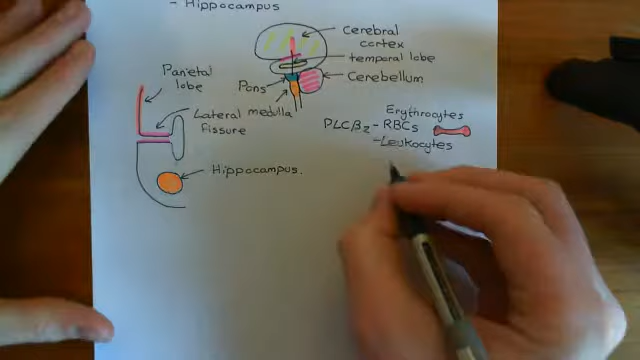 - Hippocampus
Cerebral
cortex
temporal lobe
Cerebellum
Pons
medulla
Parietal
lobe
Lateral
fissure
Hippocampus.
Erythrocytes
PLCβ2 - RBCs
- Leukocytes